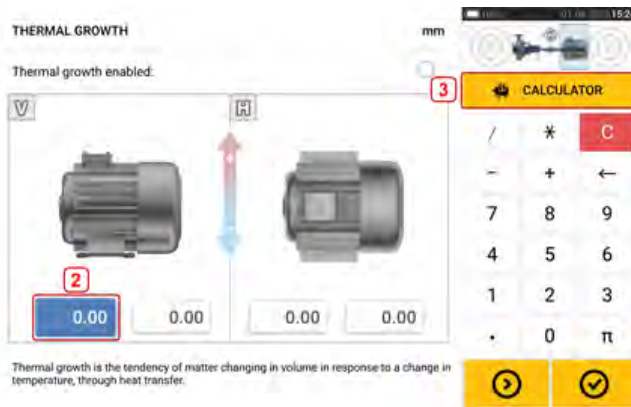 THERMAL GROWTH
mm
15:2
Thermal growth enabled:
3
CALCULATOR
V
H
/ * C
- + ←
7 8 9
4 5 6
1 2 3
. 0 π
2
0.00 0.00 0.00 0.00
Thermal growth is the tendency of matter changing in volume in response to a change in
temperature, through heat transfer.